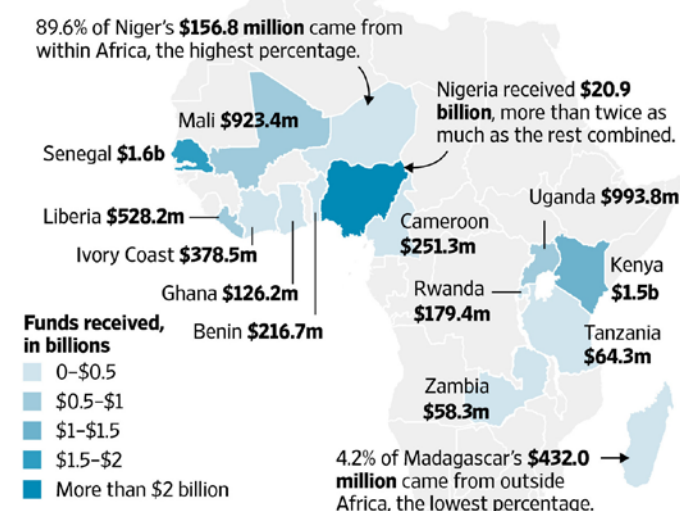 89.6% of Niger's $156.8 million came from
within Africa, the highest percentage.
Nigeria received $20.9
billion, more than twice as
much as the rest combined.
Mali $923.4m
Senegal $1.6b
Uganda $993.8m
Liberia $528.2m
Cameroon
$251.3m
Ivory Coast $378.5m
Kenya
$1.5b
Ghana $126.2m
Rwanda
$179.4m
Benin $216.7m
Tanzania
$64.3m
Zambia
$58.3m
Funds received,
in billions
0–$0.5
$0.5–$1
$1–$1.5
$1.5–$2
More than $2 billion
4.2% of Madagascar's $432.0
million came from outside
Africa, the lowest percentage.